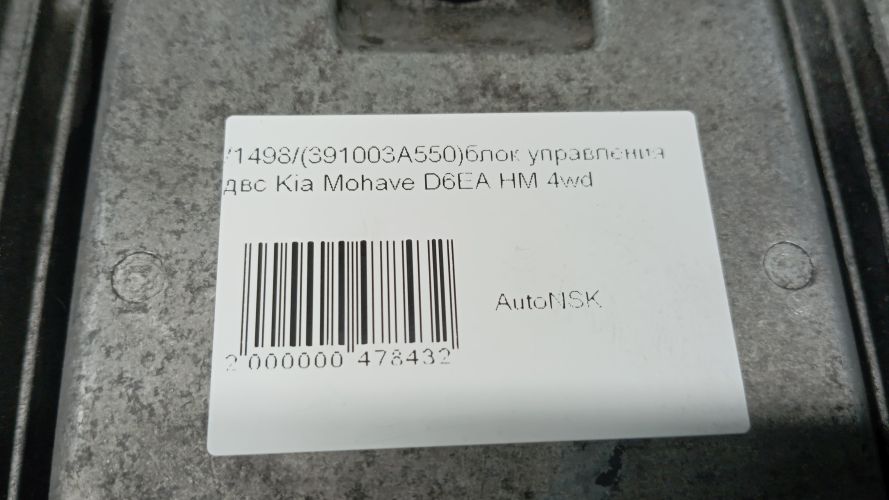 /1498/(391003A550)блок управления
двс Kia Mohave D6EA HM 4wd
AutoNSK
2 000000 478432